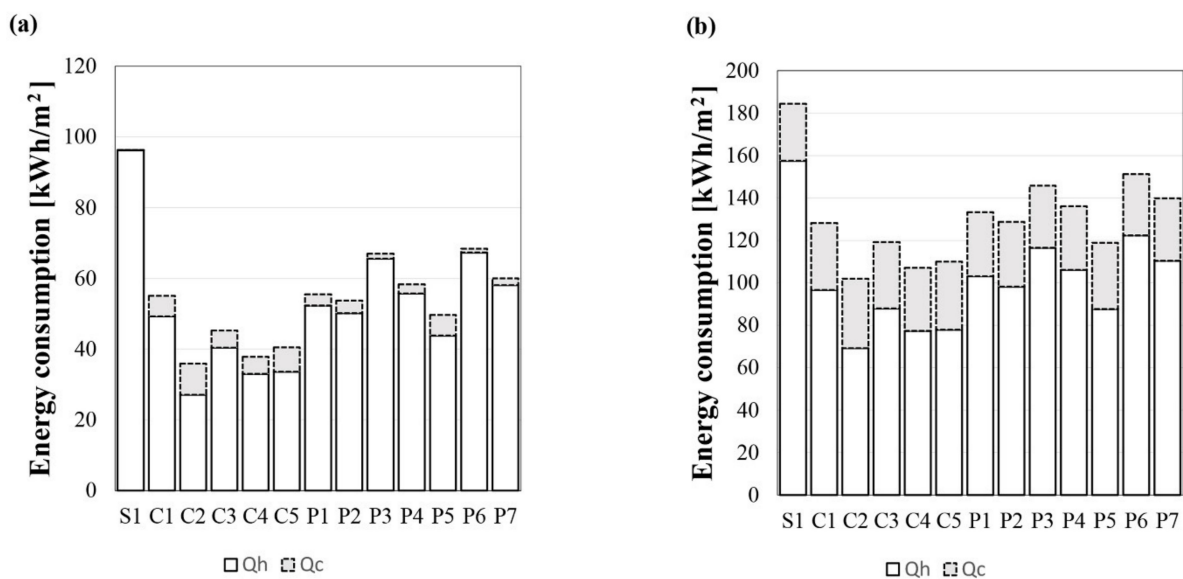 (a)
Energy consumption [kWh/m²]
120
100
80
60
40
20
0
S1 C1 C2 C3 C4 C5 P1 P2 P3 P4 P5 P6 P7
Qh Qc
(b)
Energy consumption [kWh/m²]
200
180
160
140
120
100
80
60
40
20
0
S1 C1 C2 C3 C4 C5 P1 P2 P3 P4 P5 P6 P7
Qh Qc